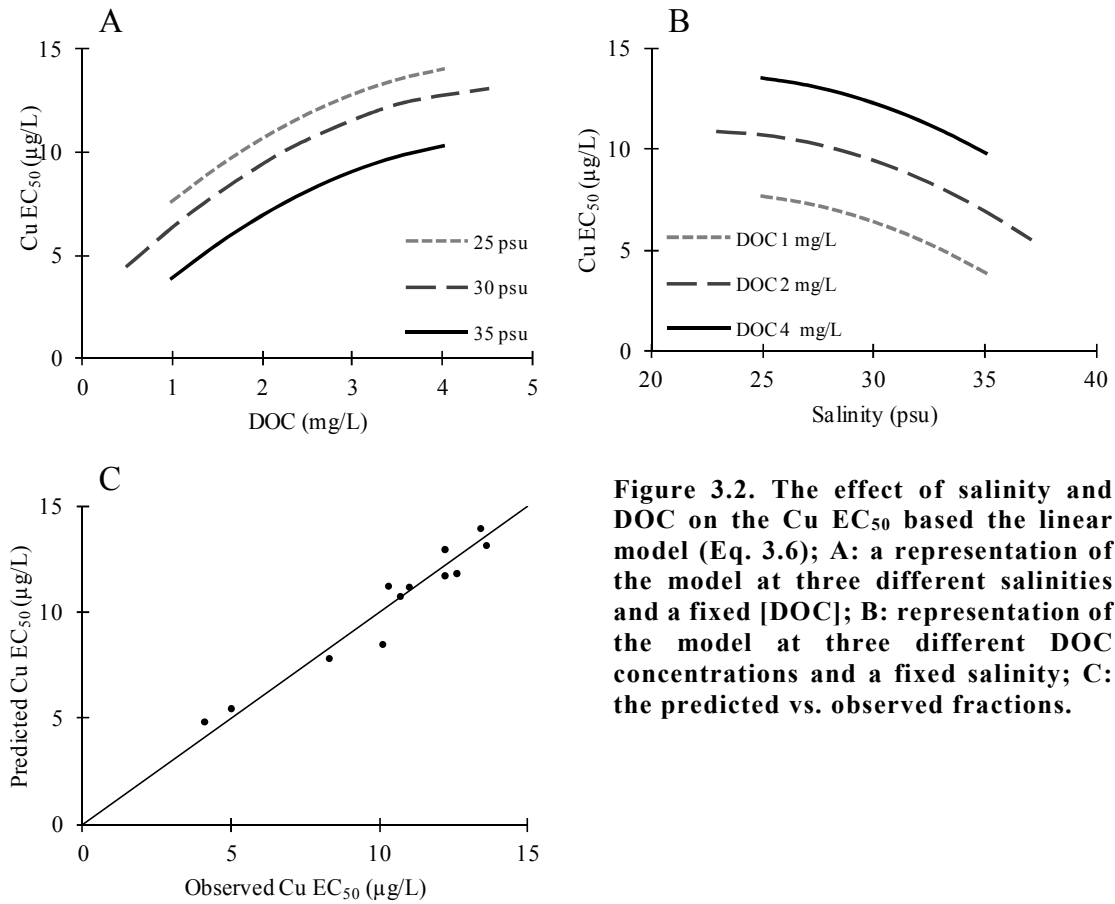 A
15
10
5
0
Cu EC50 (µg/L)
25 psu
30 psu
35 psu
0 1 2 3 4 5
DOC (mg/L)
B
15
10
5
0
Cu EC50 (µg/L)
DOC 1 mg/L
DOC 2 mg/L
DOC 4 mg/L
20 25 30 35 40
Salinity (psu)
C
15
10
5
0
Predicted Cu EC50 (µg/L)
0 5 10 15
Observed Cu EC50 (µg/L)
Figure 3.2. The effect of salinity and
DOC on the Cu EC50 based the linear
model (Eq. 3.6); A: a representation of
the model at three different salinities
and a fixed [DOC]; B: representation of
the model at three different DOC
concentrations and a fixed salinity; C:
the predicted vs. observed fractions.